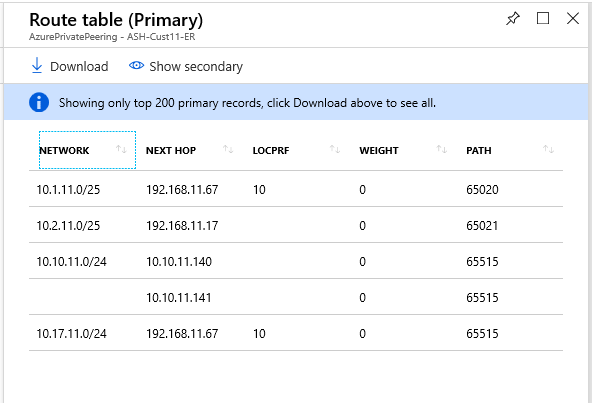 Route table (Primary)
AzurePrivatePeering - ASH-Cust11-ER
Download Show secondary
Showing only top 200 primary records, click Download above to see all.
NETWORK NEXT HOP LOCPRF WEIGHT PATH
10.1.11.0/25 192.168.11.67 10 0 65020
10.2.11.0/25 192.168.11.17 0 65021
10.10.11.0/24 10.10.11.140 0 65515
10.10.11.141 0 65515
10.17.11.0/24 192.168.11.67 10 0 65515